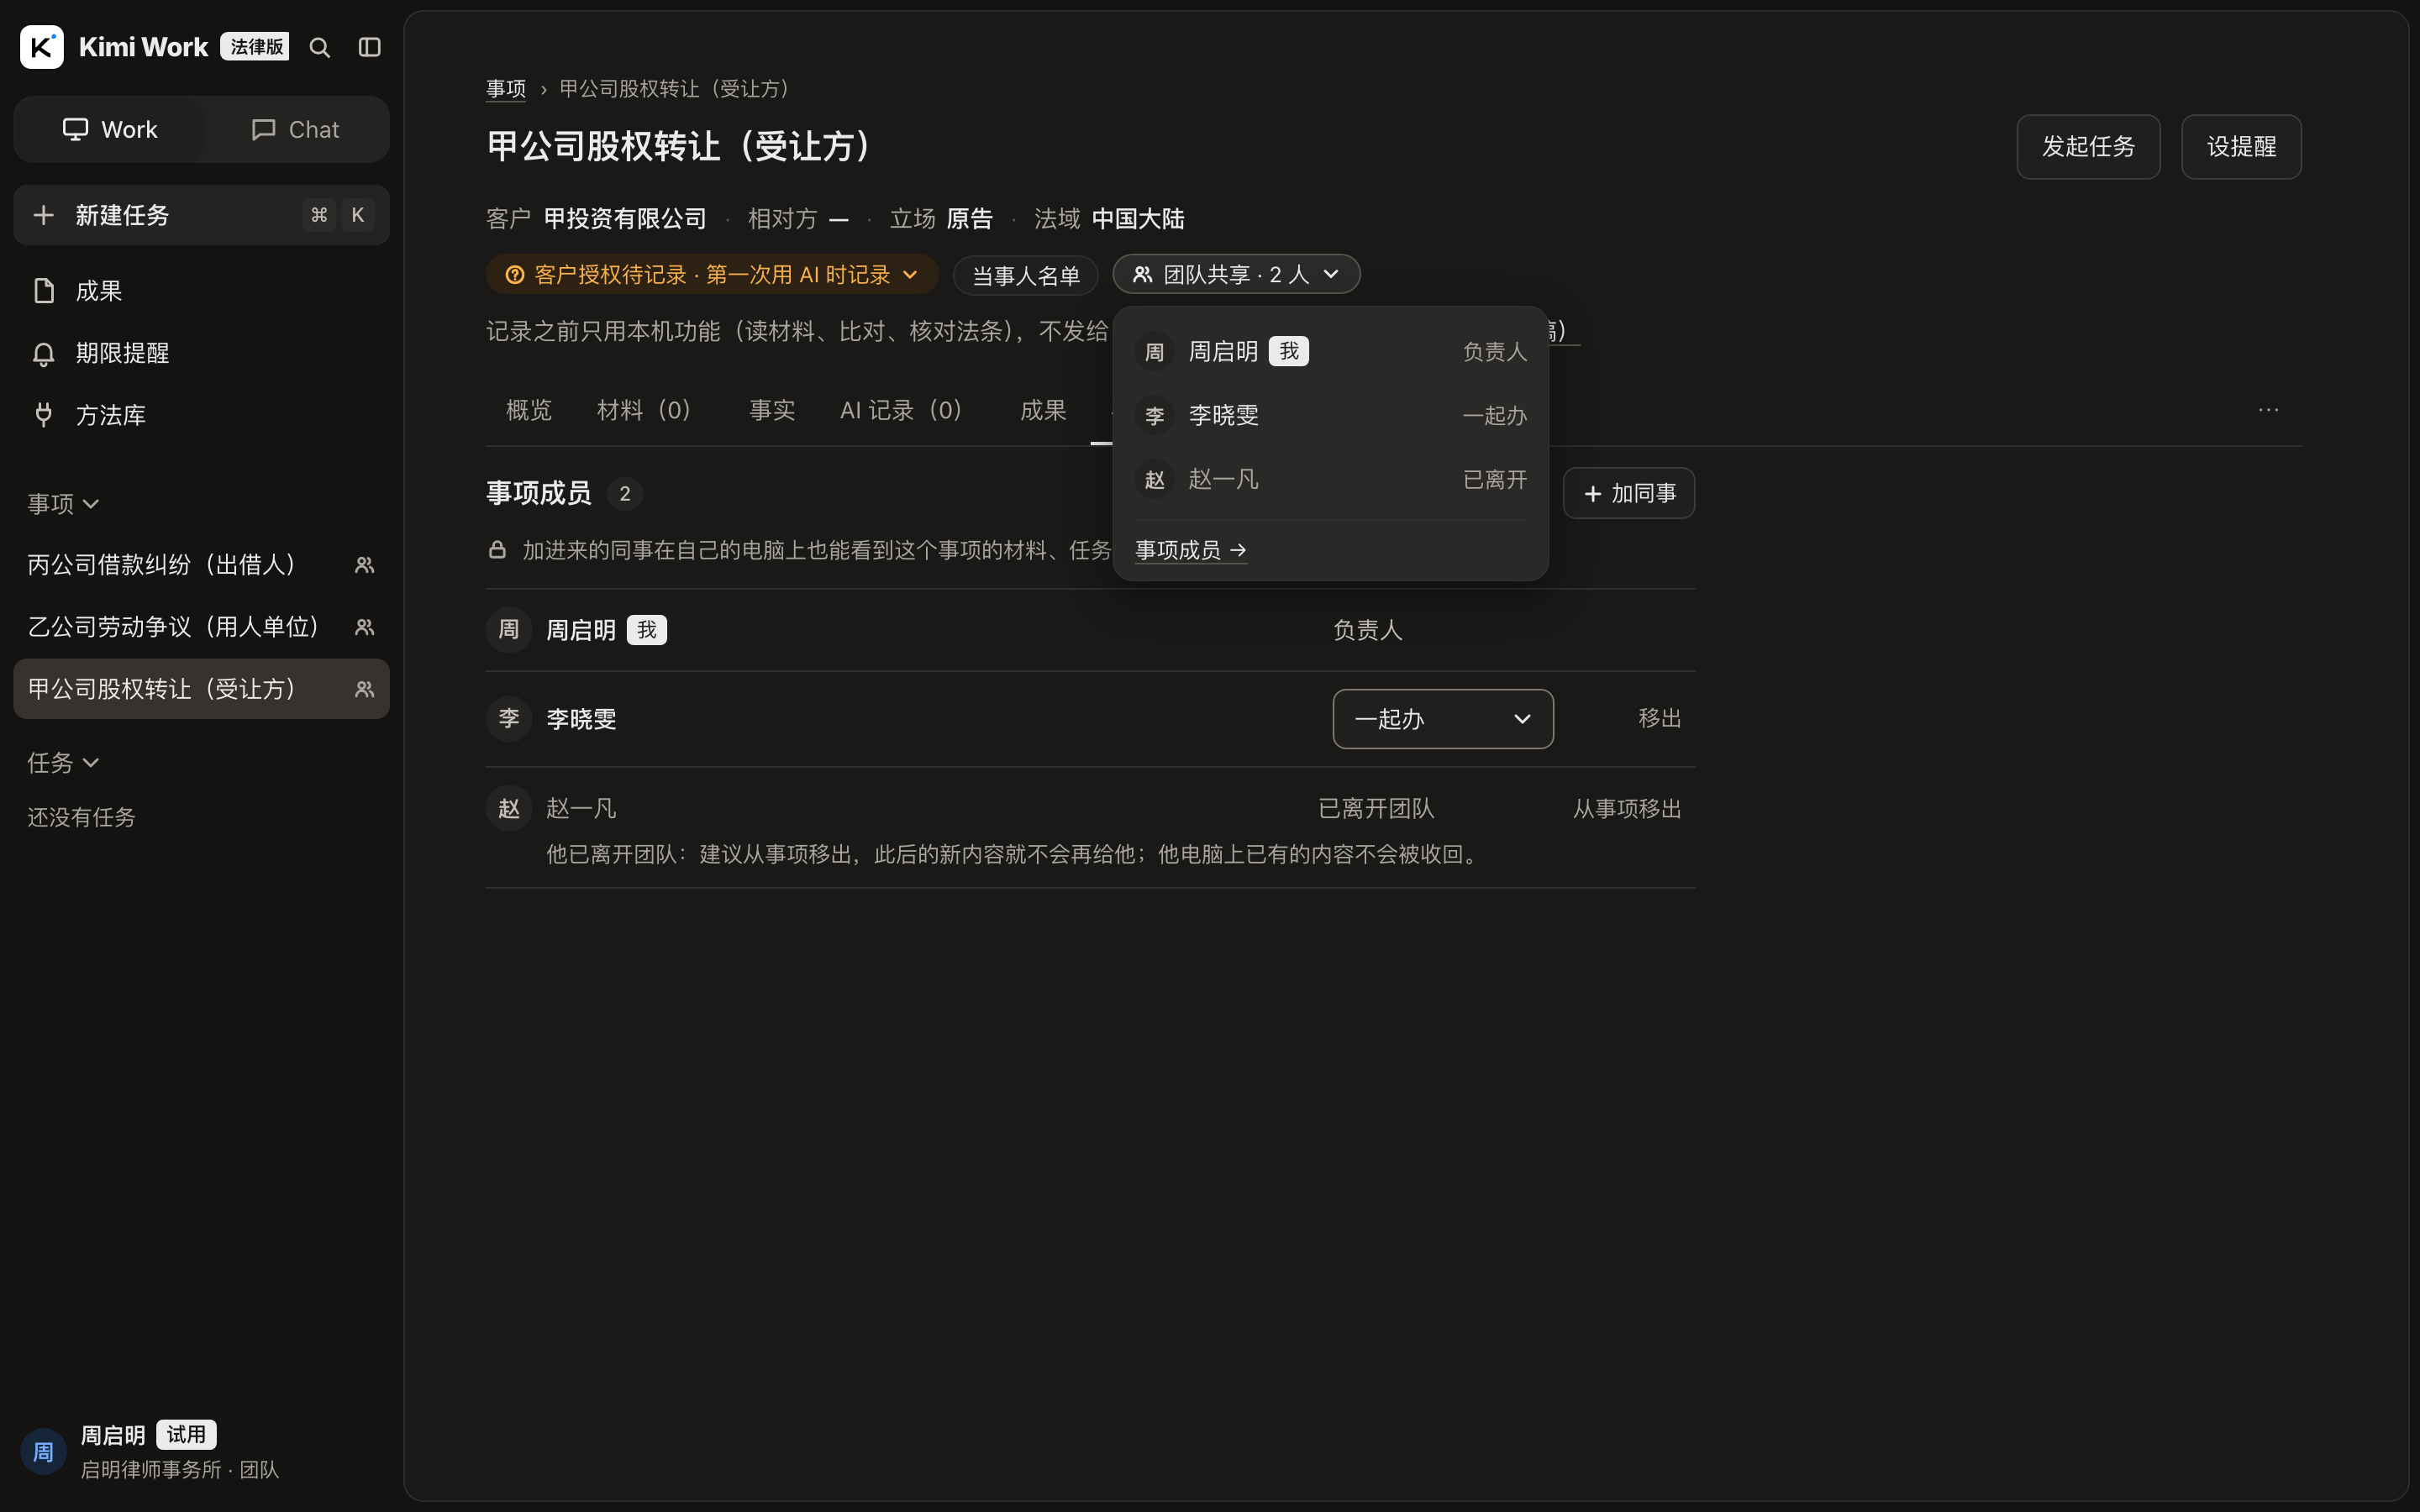 Kimi Work 法律版
Work
Chat
新建任务 ⌘ K
成果
期限提醒
方法库
事项
丙公司借款纠纷（出借人）
乙公司劳动争议（用人单位）
甲公司股权转让（受让方）
任务
还没有任务
周启明 试用
启明律师事务所 · 团队
事项 › 甲公司股权转让（受让方）
甲公司股权转让（受让方）
发起任务
设提醒
客户 甲投资有限公司 · 相对方 — · 立场 原告 · 法域 中国大陆
客户授权待记录 · 第一次用 AI 时记录
当事人名单
团队共享 · 2 人
记录之前只用本机功能（读材料、比对、核对法条），不发给
周 周启明 我 负责人
李 李晓雯 一起办
赵 赵一凡 已离开
事项成员 →
概览 材料（0） 事实 AI 记录（0） 成果 …
事项成员 2
+ 加同事
加进来的同事在自己的电脑上也能看到这个事项的材料、任务
周 周启明 我 负责人
李 李晓雯 一起办 移出
赵 赵一凡 已离开团队 从事项移出
他已离开团队：建议从事项移出，此后的新内容就不会再给他；他电脑上已有的内容不会被收回。